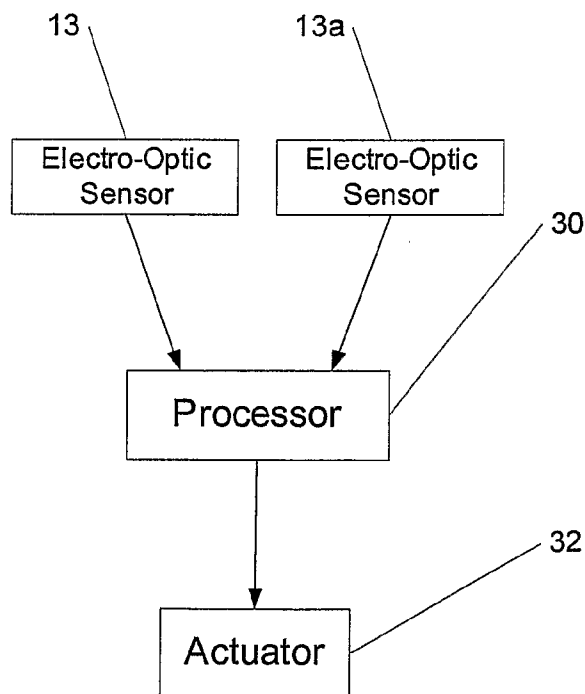 13
13a
Electro-Optic
Sensor
Electro-Optic
Sensor
30
Processor
32
Actuator